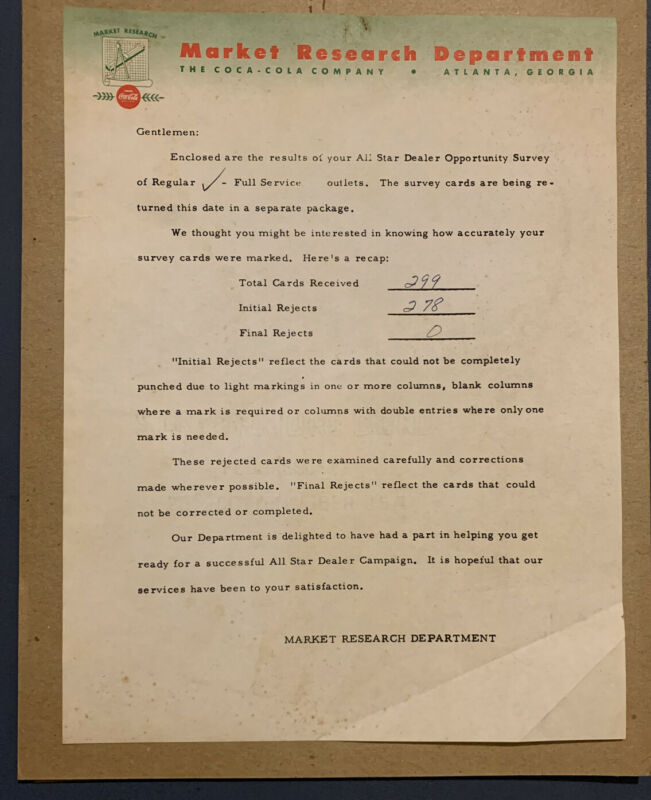 MARKET RESEARCH
Coca-Cola
Market Research Department
THE COCA-COLA COMPANY • ATLANTA, GEORGIA
Gentlemen:
Enclosed are the results of your All Star Dealer Opportunity Survey
of Regular ✓ - Full Service outlets. The survey cards are being re-
turned this date in a separate package.
We thought you might be interested in knowing how accurately your
survey cards were marked. Here's a recap:
Total Cards Received 299
Initial Rejects 278
Final Rejects 0
"Initial Rejects" reflect the cards that could not be completely
punched due to light markings in one or more columns, blank columns
where a mark is required or columns with double entries where only one
mark is needed.
These rejected cards were examined carefully and corrections
made wherever possible. "Final Rejects" reflect the cards that could
not be corrected or completed.
Our Department is delighted to have had a part in helping you get
ready for a successful All Star Dealer Campaign. It is hopeful that our
services have been to your satisfaction.
MARKET RESEARCH DEPARTMENT